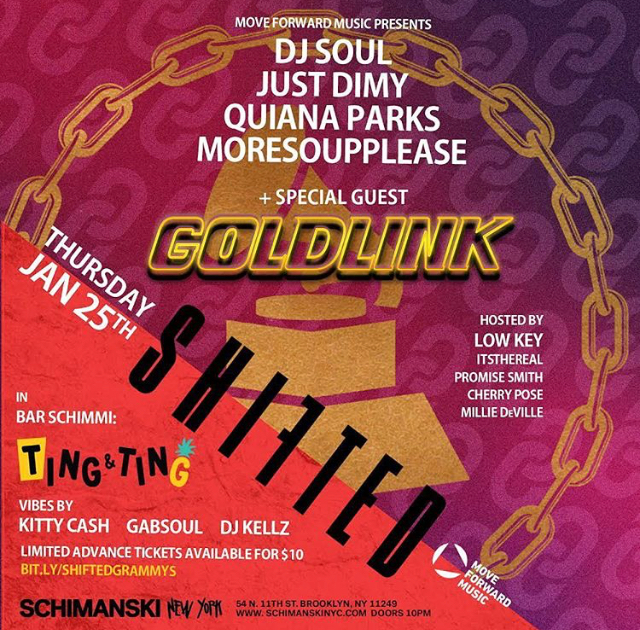 MOVE FORWARD MUSIC PRESENTS
DJ SOUL
JUST DIMY
QUIANA PARKS
MORESOUPPLEASE
+ SPECIAL GUEST
GOLDLINK
THURSDAY
JAN 25TH
SHIFTED
HOSTED BY
LOW KEY
ITSTHEREAL
PROMISE SMITH
CHERRY POSE
MILLIE DeVILLE
IN
BAR SCHIMMI:
TING & TING
VIBES BY
KITTY CASH GABSOUL DJ KELLZ
LIMITED ADVANCE TICKETS AVAILABLE FOR $10
BIT.LY/SHIFTEDGRAMMYS
MOVE
FORWARD
MUSIC
SCHIMANSKI NEW YORK
54 N. 11TH ST. BROOKLYN, NY 11249
WWW. SCHIMANSKINYC.COM DOORS 10PM